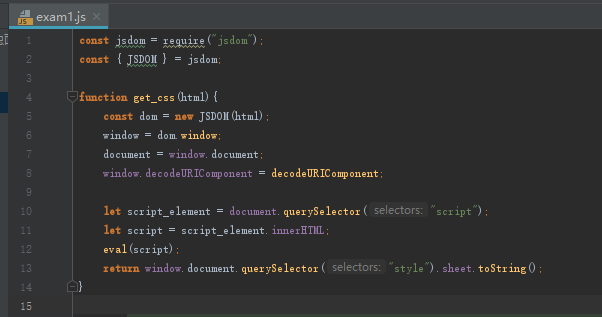 exam1.js
1 const jsdom = require("jsdom");
2 const { JSDOM } = jsdom;
3
4 function get_css(html){
5 const dom = new JSDOM(html);
6 window = dom.window;
7 document = window.document;
8 window.decodeURIComponent = decodeURIComponent;
9
10 let script_element = document.querySelector( selectors: "script");
11 let script = script_element.innerHTML;
12 eval(script);
13 return window.document.querySelector( selectors: "style").sheet.toString();
14 }
15